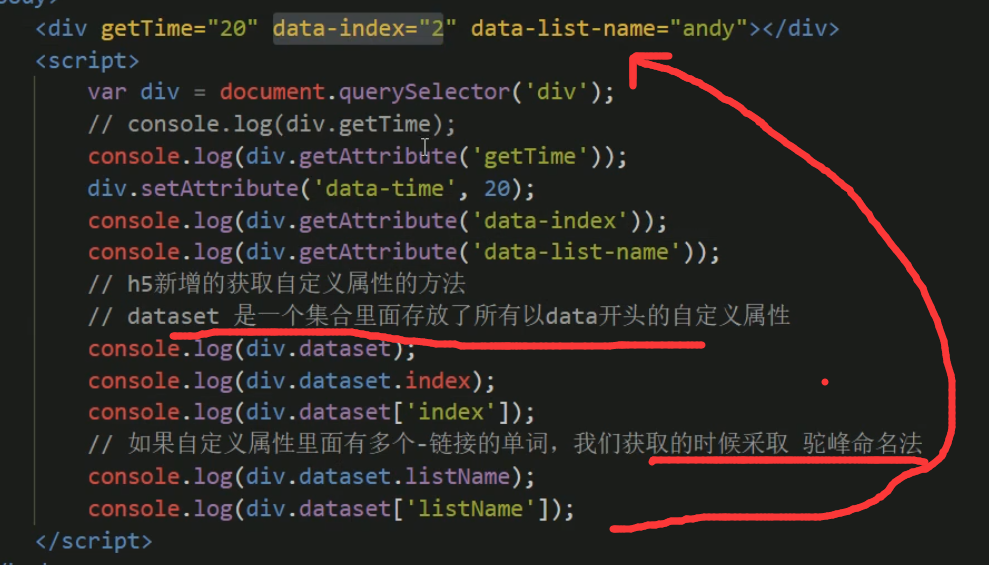 <div getTime="20" data-index="2" data-list-name="andy"></div>
<script>
var div = document.querySelector('div');
// console.log(div.getTime);
console.log(div.getAttribute('getTime'));
div.setAttribute('data-time', 20);
console.log(div.getAttribute('data-index'));
console.log(div.getAttribute('data-list-name'));
// h5新增的获取自定义属性的方法
// dataset 是一个集合里面存放了所有以data开头的自定义属性
console.log(div.dataset);
console.log(div.dataset.index);
console.log(div.dataset['index']);
// 如果自定义属性里面有多个-链接的单词，我们获取的时候采取 驼峰命名法
console.log(div.dataset.listName);
console.log(div.dataset['listName']);
</script>